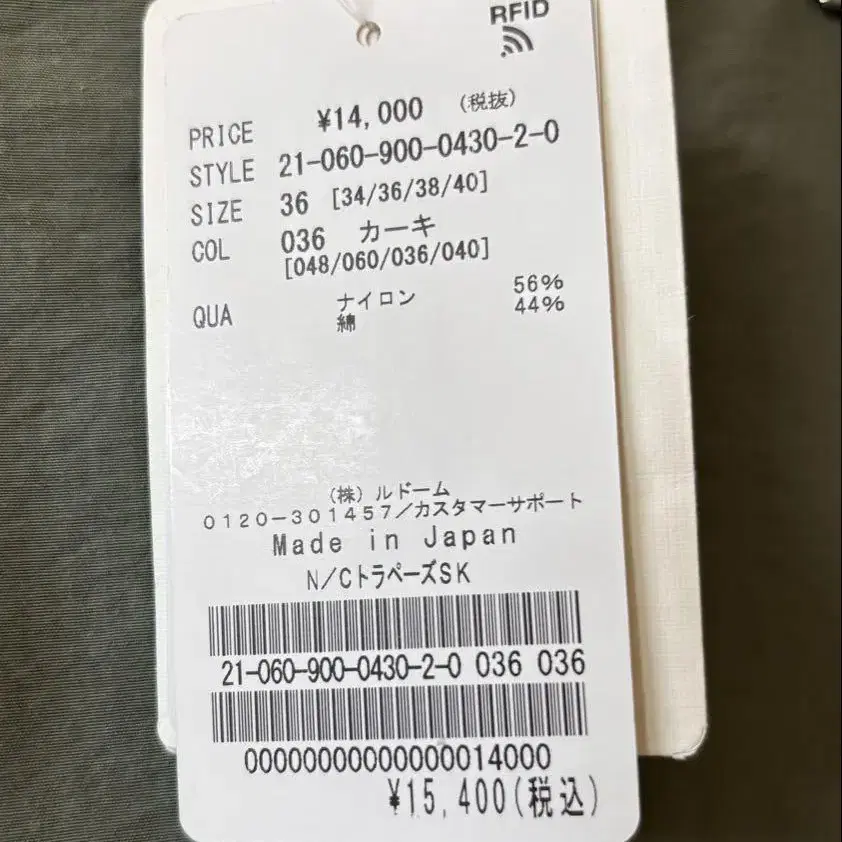 RFID
PRICE ¥14,000 (税抜)
STYLE 21-060-900-0430-2-0
SIZE 36 [34/36/38/40]
COL 036 カーキ
[048/060/036/040]
QUA ナイロン 56%
綿 44%
(株)ルドーム
0120-301457/カスタマーサポート
Made in Japan
N/CトラペーズSK
21-060-900-0430-2-0 036 036
00000000000000014000
¥15,400(税込)